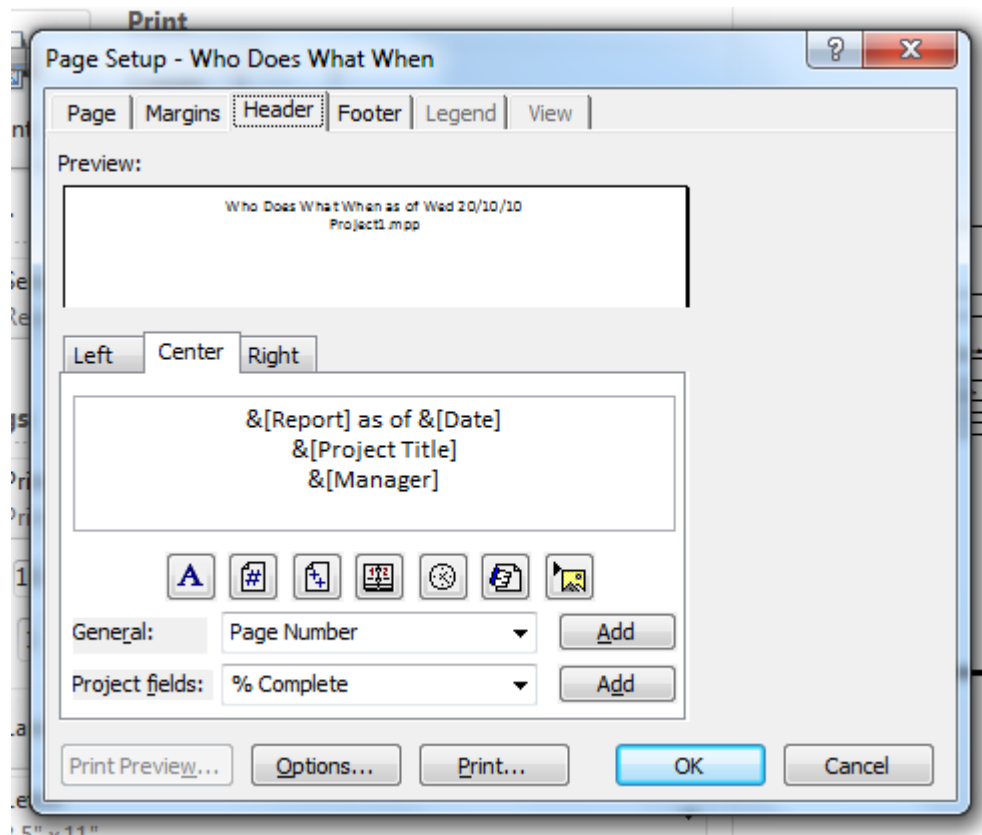 Print
Page Setup - Who Does What When
Page Margins Header Footer Legend View
Preview:
Who Does What When as of Wed 20/10/10
Project1.mpp
Left Center Right
&[Report] as of &[Date]
&[Project Title]
&[Manager]
General: Page Number Add
Project fields: % Complete Add
Print Preview... Options... Print... OK Cancel